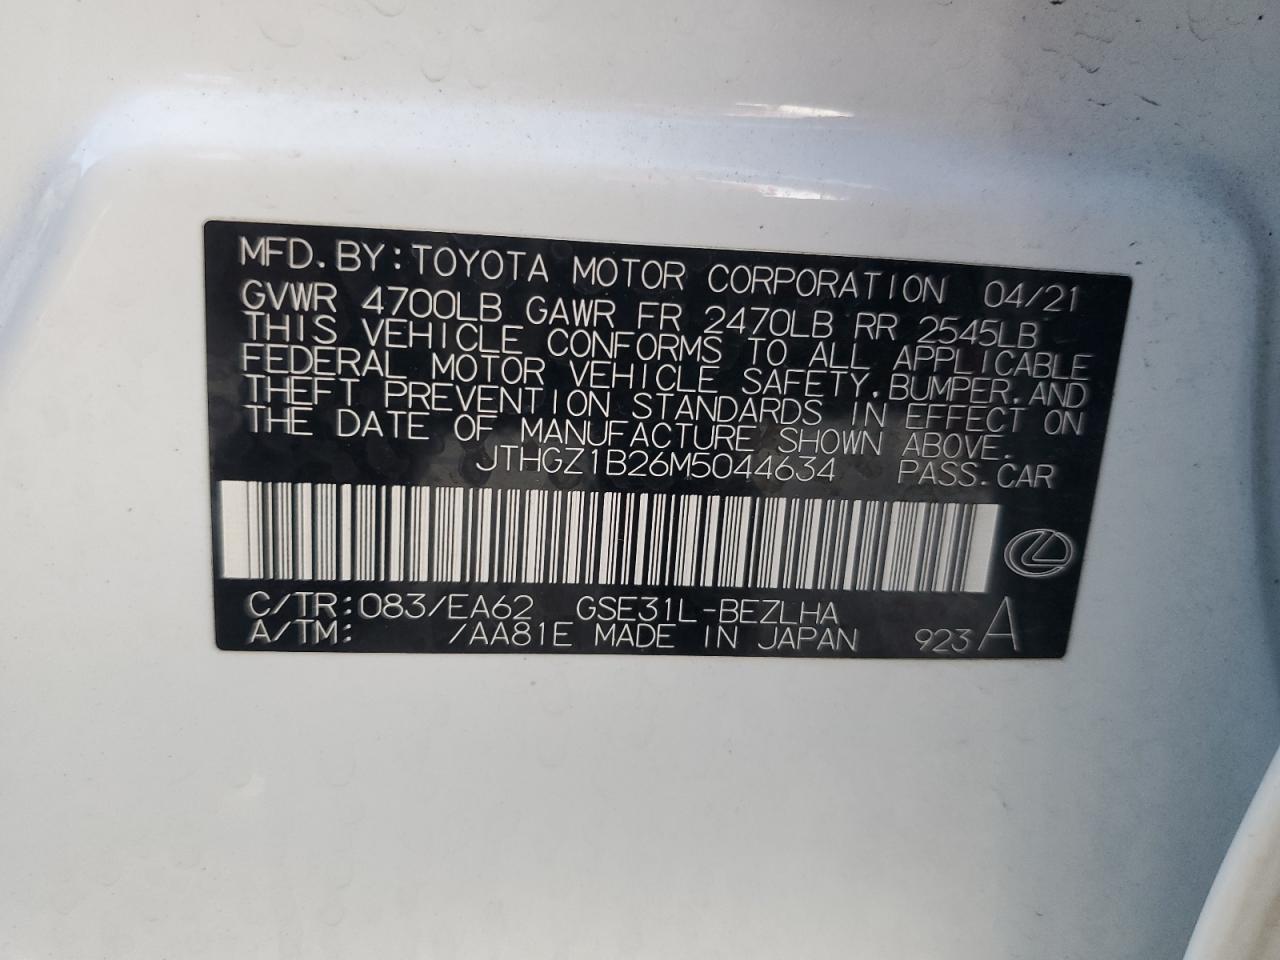 MFD.BY:TOYOTA MOTOR CORPORATION 04/21
GVWR 4700LB GAWR FR 2470LB RR 2545LB
THIS VEHICLE CONFORMS TO ALL APPLICABLE
FEDERAL MOTOR VEHICLE SAFETY,BUMPER,AND
THEFT PREVENTION STANDARDS IN EFFECT ON
THE DATE OF MANUFACTURE SHOWN ABOVE.
JTHGZ1B26M5044634 PASS.CAR
C/TR:083/EA62 GSE31L-BEZLHA
A/TM: /AA81E MADE IN JAPAN 923 A